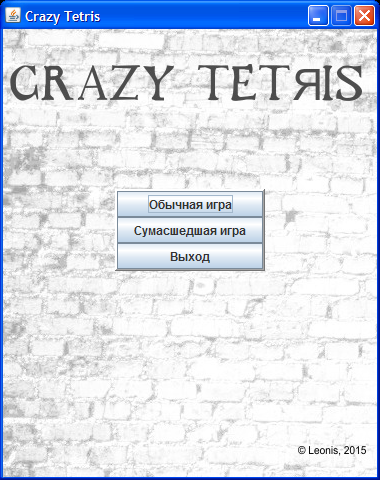 Crazy Tetris
CRAZY TETЯIS
Обычная игра
Сумасшедшая игра
Выход
© Leonis, 2015